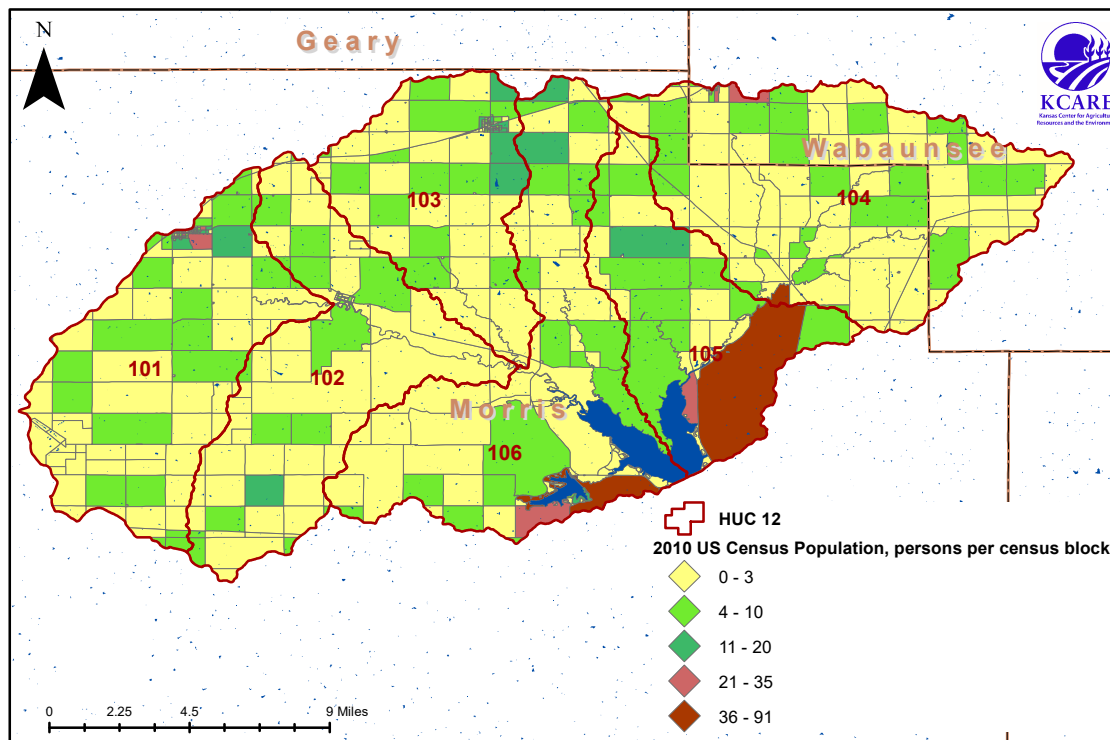 Geary
N
KCARE
Kansas Center for Agricultural
Resources and the Environment
Wabaunsee
103
104
101
102
105
Morris
106
HUC 12
2010 US Census Population, persons per census block
0 - 3
4 - 10
11 - 20
21 - 35
36 - 91
0 2.25 4.5 9 Miles